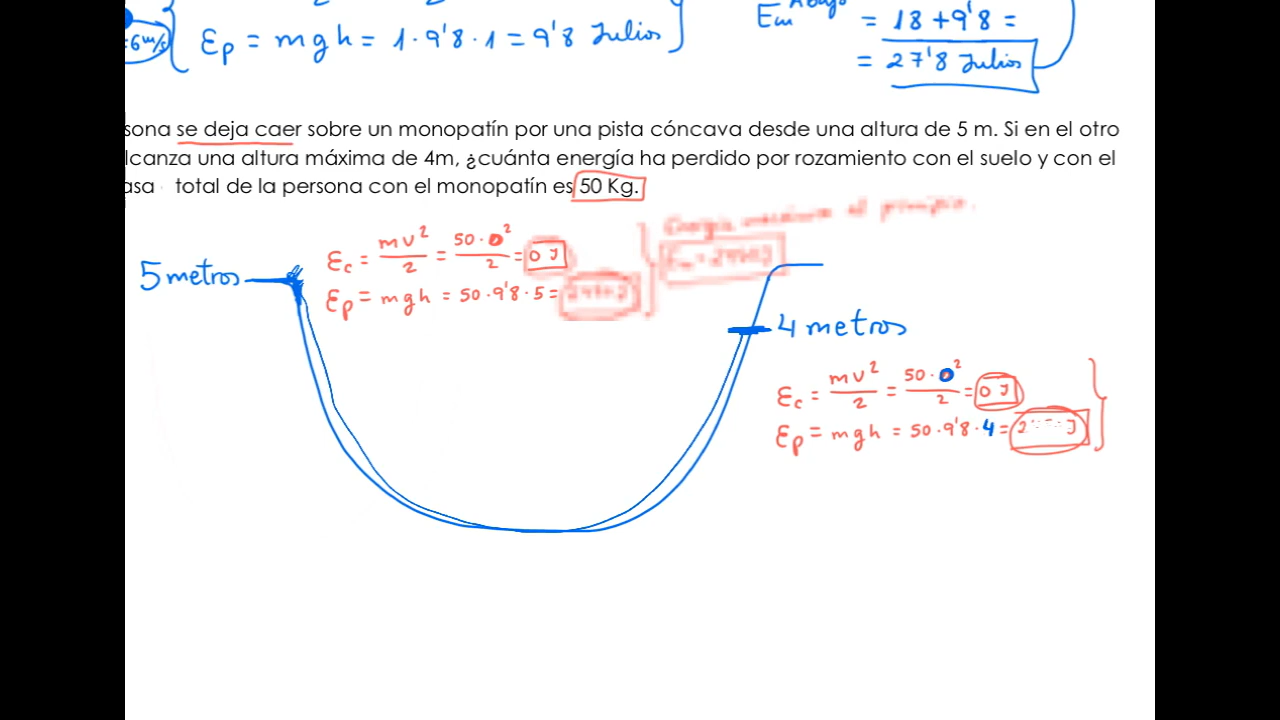 =6m/s
Ep = mgh = 1·9'8·1 = 9'8 Julios
Em Abajo = 18 + 9'8 =
= 27'8 Julios
sona se deja caer sobre un monopatín por una pista cóncava desde una altura de 5 m. Si en el otro
lcanza una altura máxima de 4m, ¿cuánta energía ha perdido por rozamiento con el suelo y con el
asa total de la persona con el monopatín es 50 Kg.
5 metros
Ec = mv²/2 = 50·0²/2 = 0 J
Ep = mgh = 50·9'8·5 =
4 metros
Ec = mv²/2 = 50·0²/2 = 0 J
Ep = mgh = 50·9'8·4 =